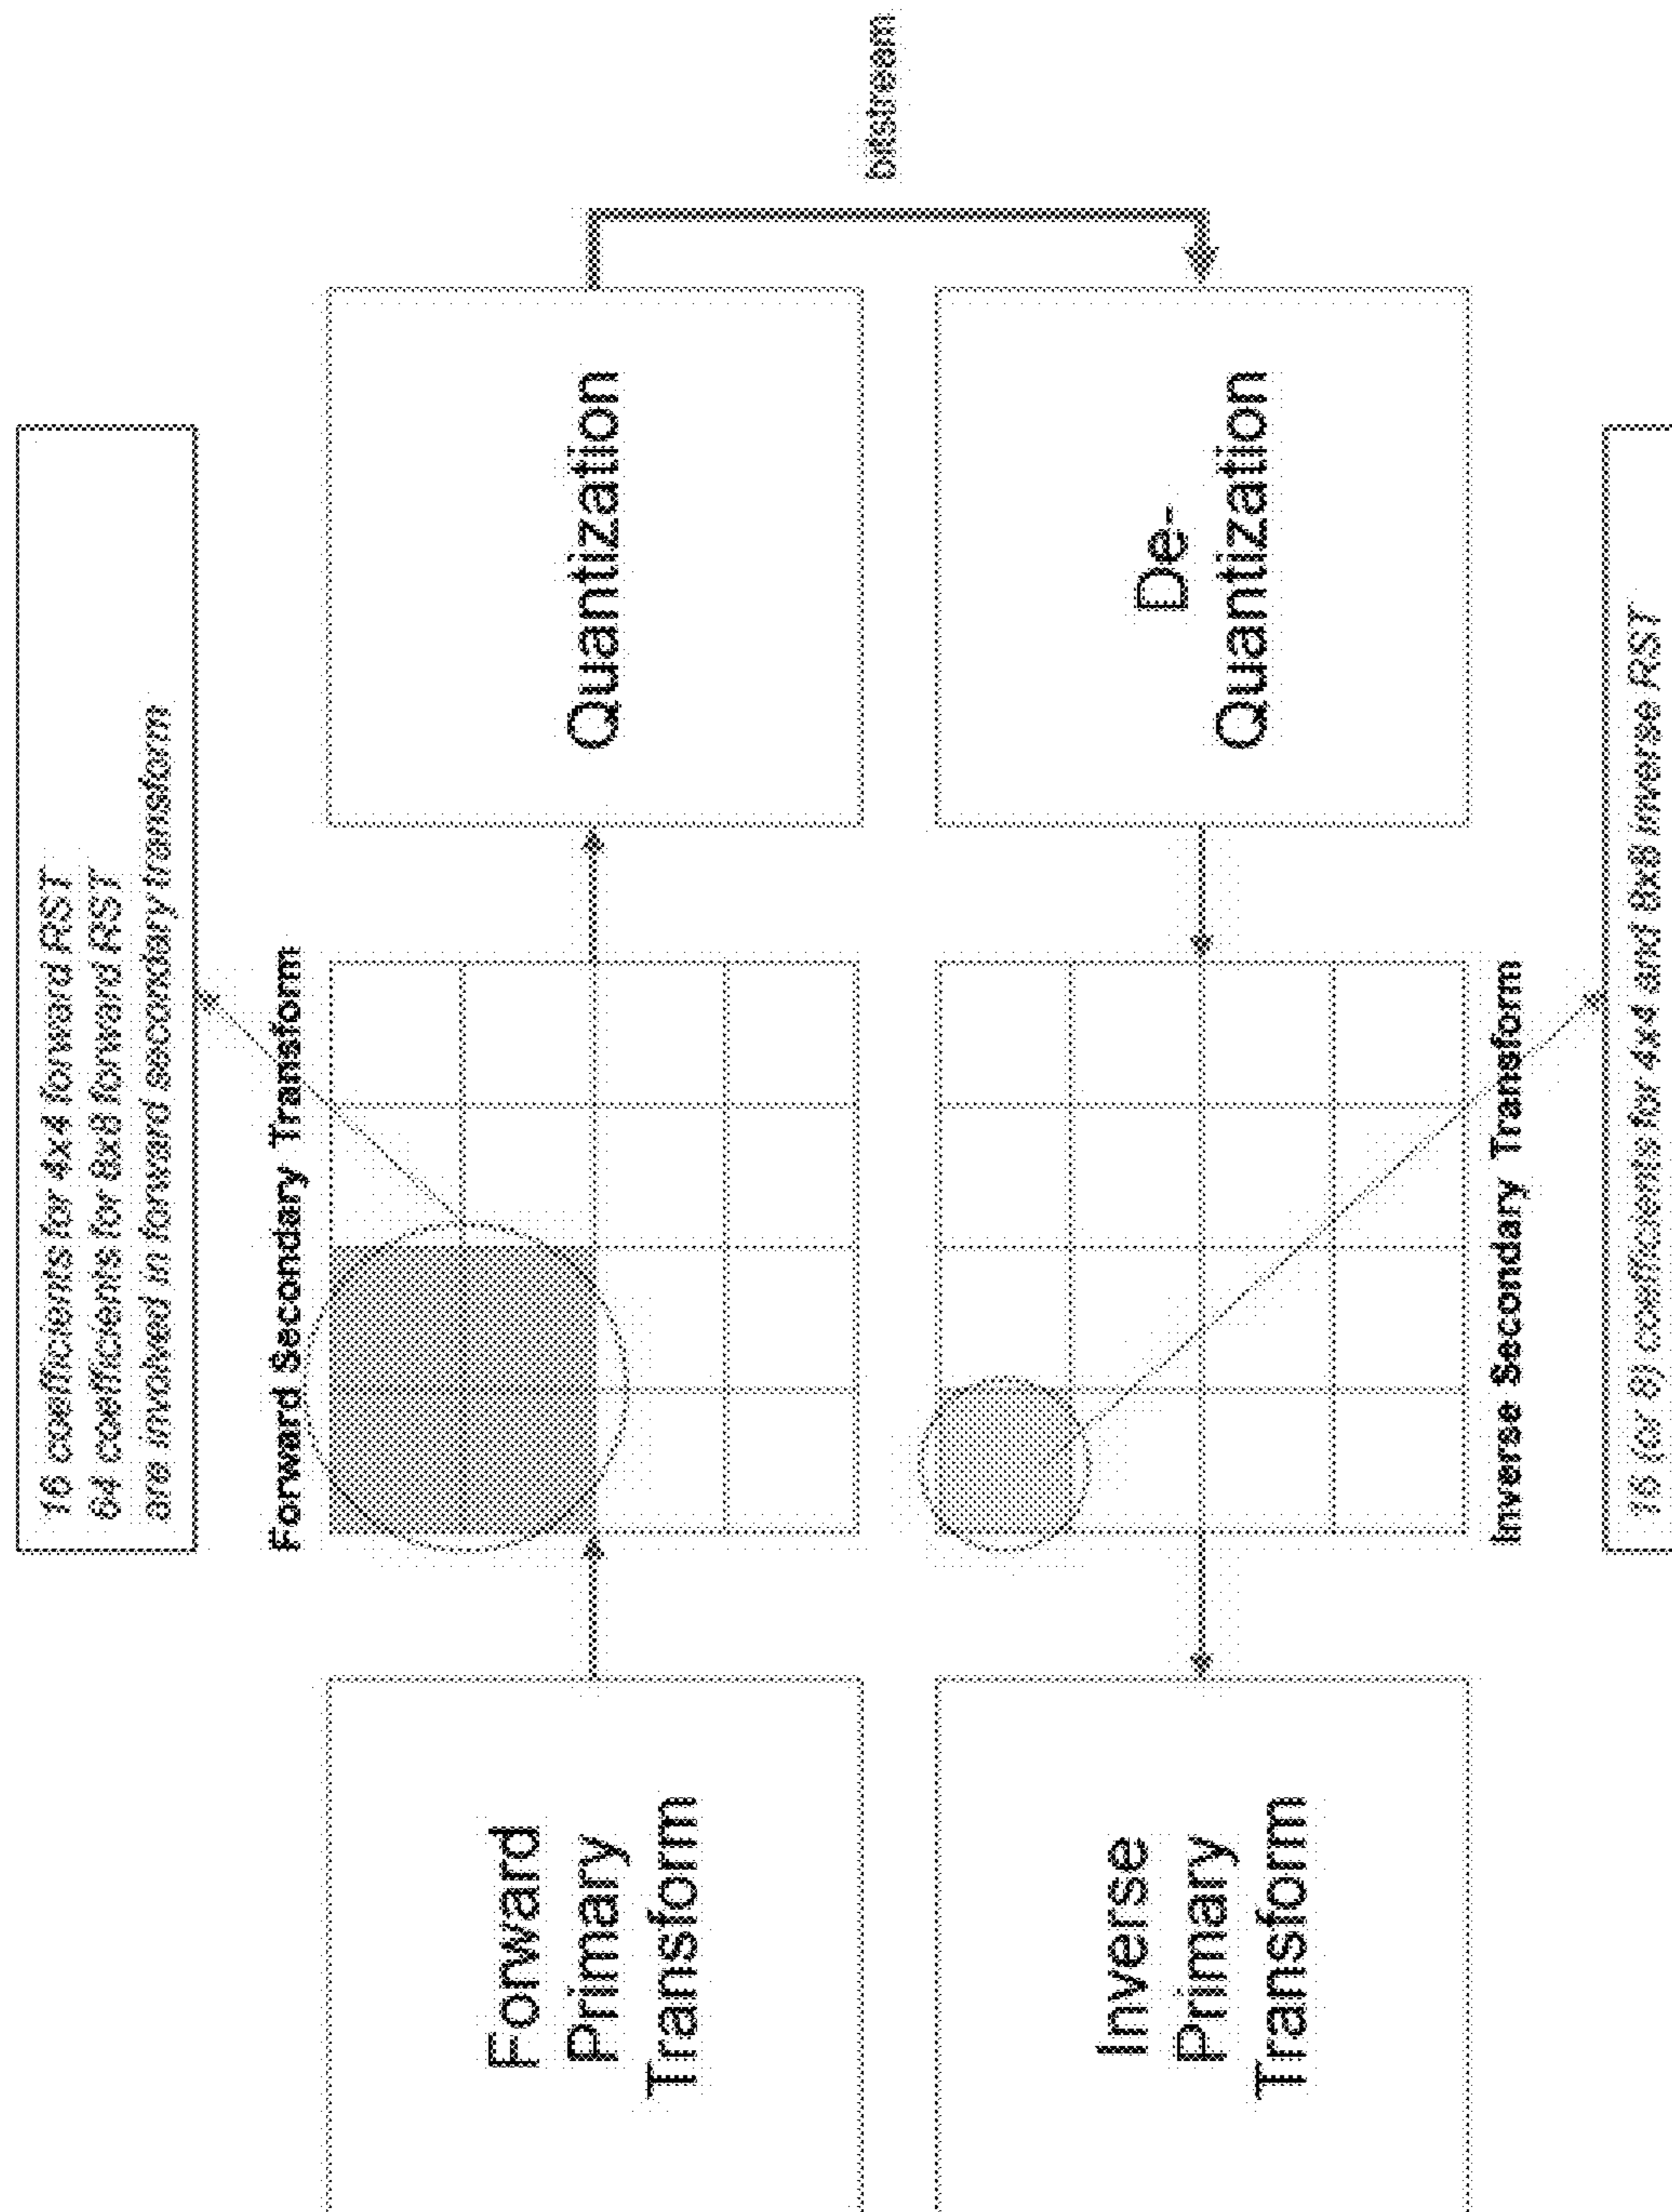 16 coefficients for 4x4 forward RST
64 coefficients for 8x8 forward RST
are involved in forward secondary transform
Forward Secondary Transform
Forward
Primary
Transform
Quantization
bitstream
Inverse
Primary
Transform
De-
Quantization
Inverse Secondary Transform
16 (or 8) coefficients for 4x4 and 8x8 inverse RST